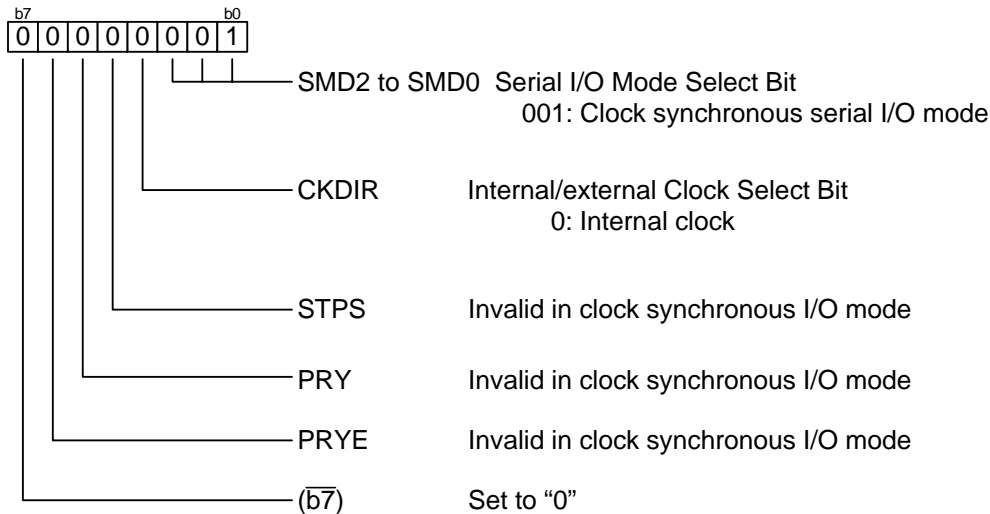 b7 b0
0 0 0 0 0 0 0 1
SMD2 to SMD0 Serial I/O Mode Select Bit
001: Clock synchronous serial I/O mode
CKDIR Internal/external Clock Select Bit
0: Internal clock
STPS Invalid in clock synchronous I/O mode
PRY Invalid in clock synchronous I/O mode
PRYE Invalid in clock synchronous I/O mode
(b7) Set to “0”